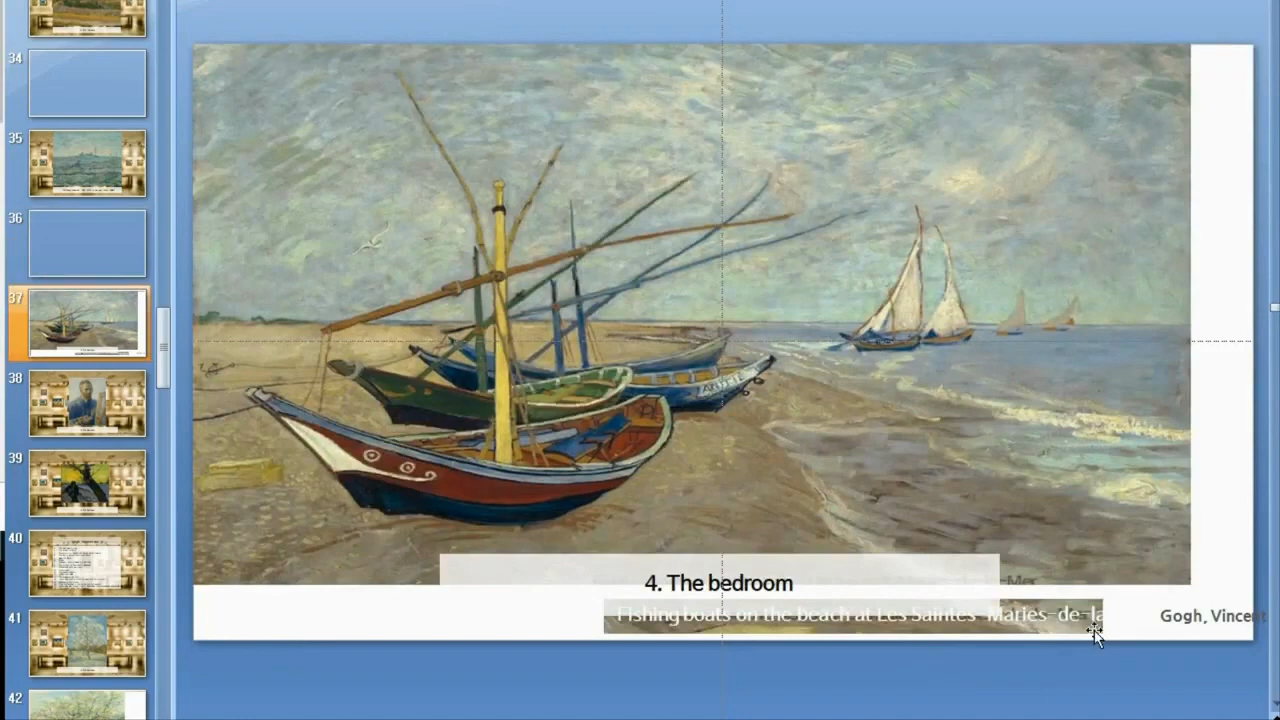 34
35
36
37
38
39
40
41
42
4. The bedroom
-Mer
Fishing boats on the beach at Les Saintes-Maries-de-la
Gogh, Vincent